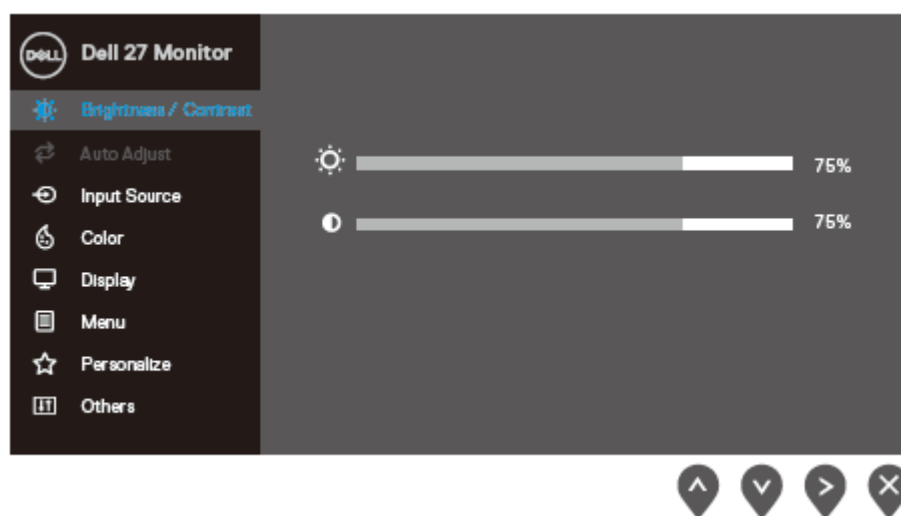 DELL Dell 27 Monitor
Brightness / Contrast
Auto Adjust
75%
Input Source
75%
Color
Display
Menu
Personalize
Others